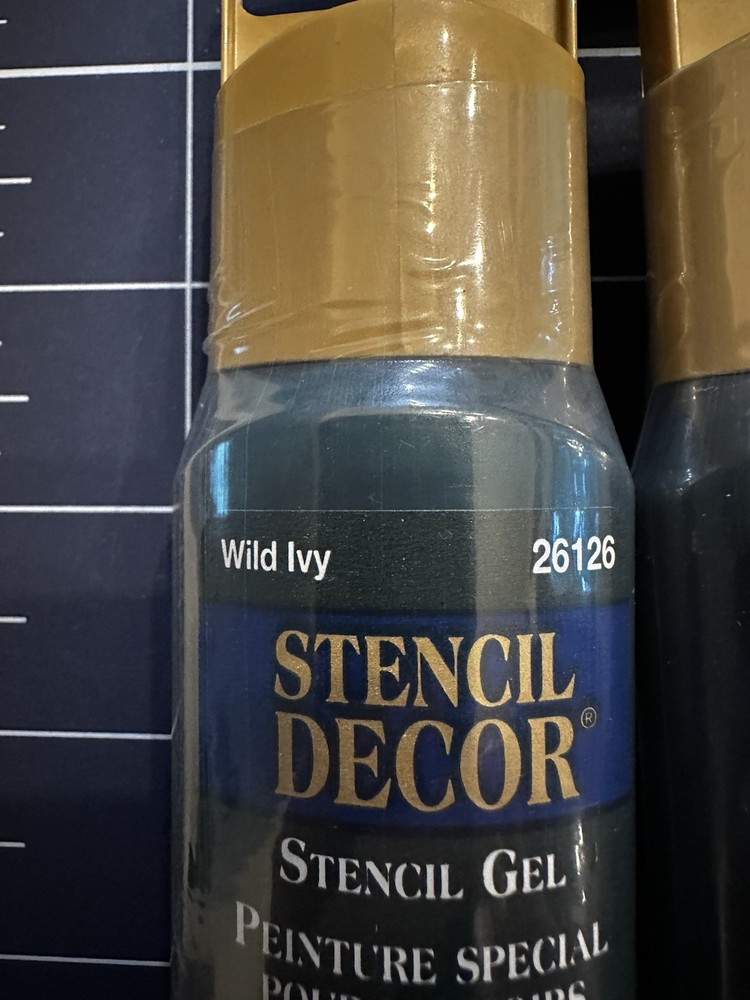 Wild Ivy 26126
STENCIL
DECOR®
STENCIL GEL
PEINTURE SPECIAL